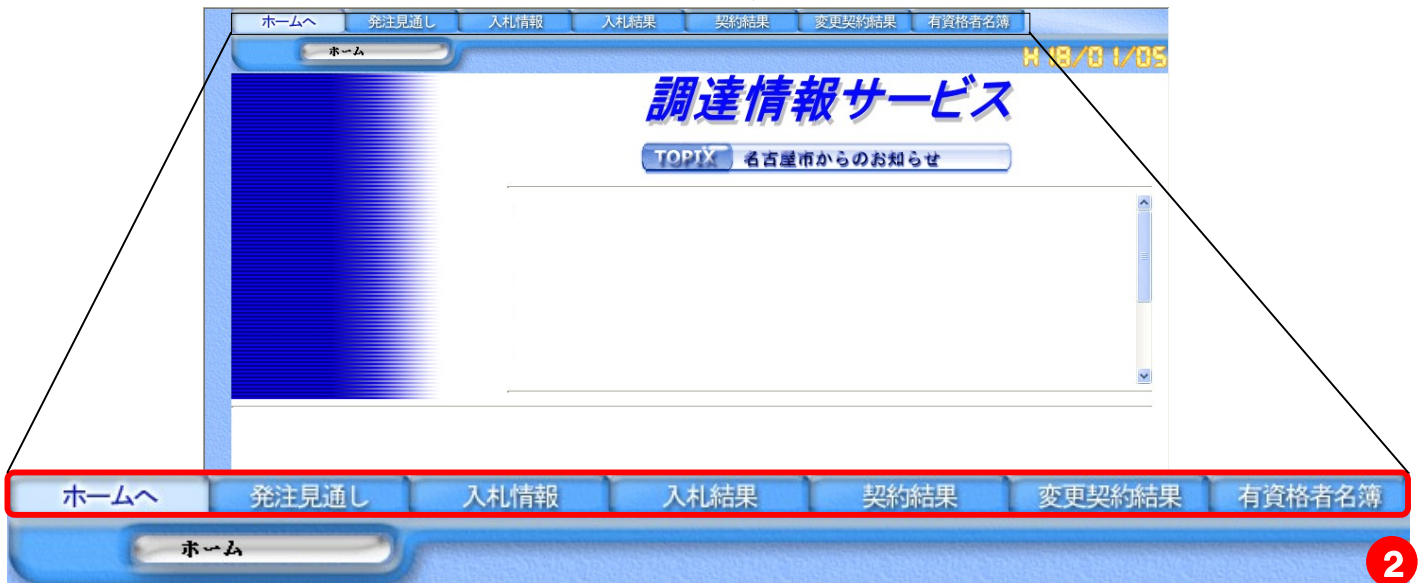 ホームへ 発注見通し 入札情報 入札結果 契約結果 変更契約結果 有資格者名簿
ホーム
H 18/01/05
調達情報サービス
TOPIX 名古屋市からのお知らせ
ホームへ 発注見通し 入札情報 入札結果 契約結果 変更契約結果 有資格者名簿
ホーム
2